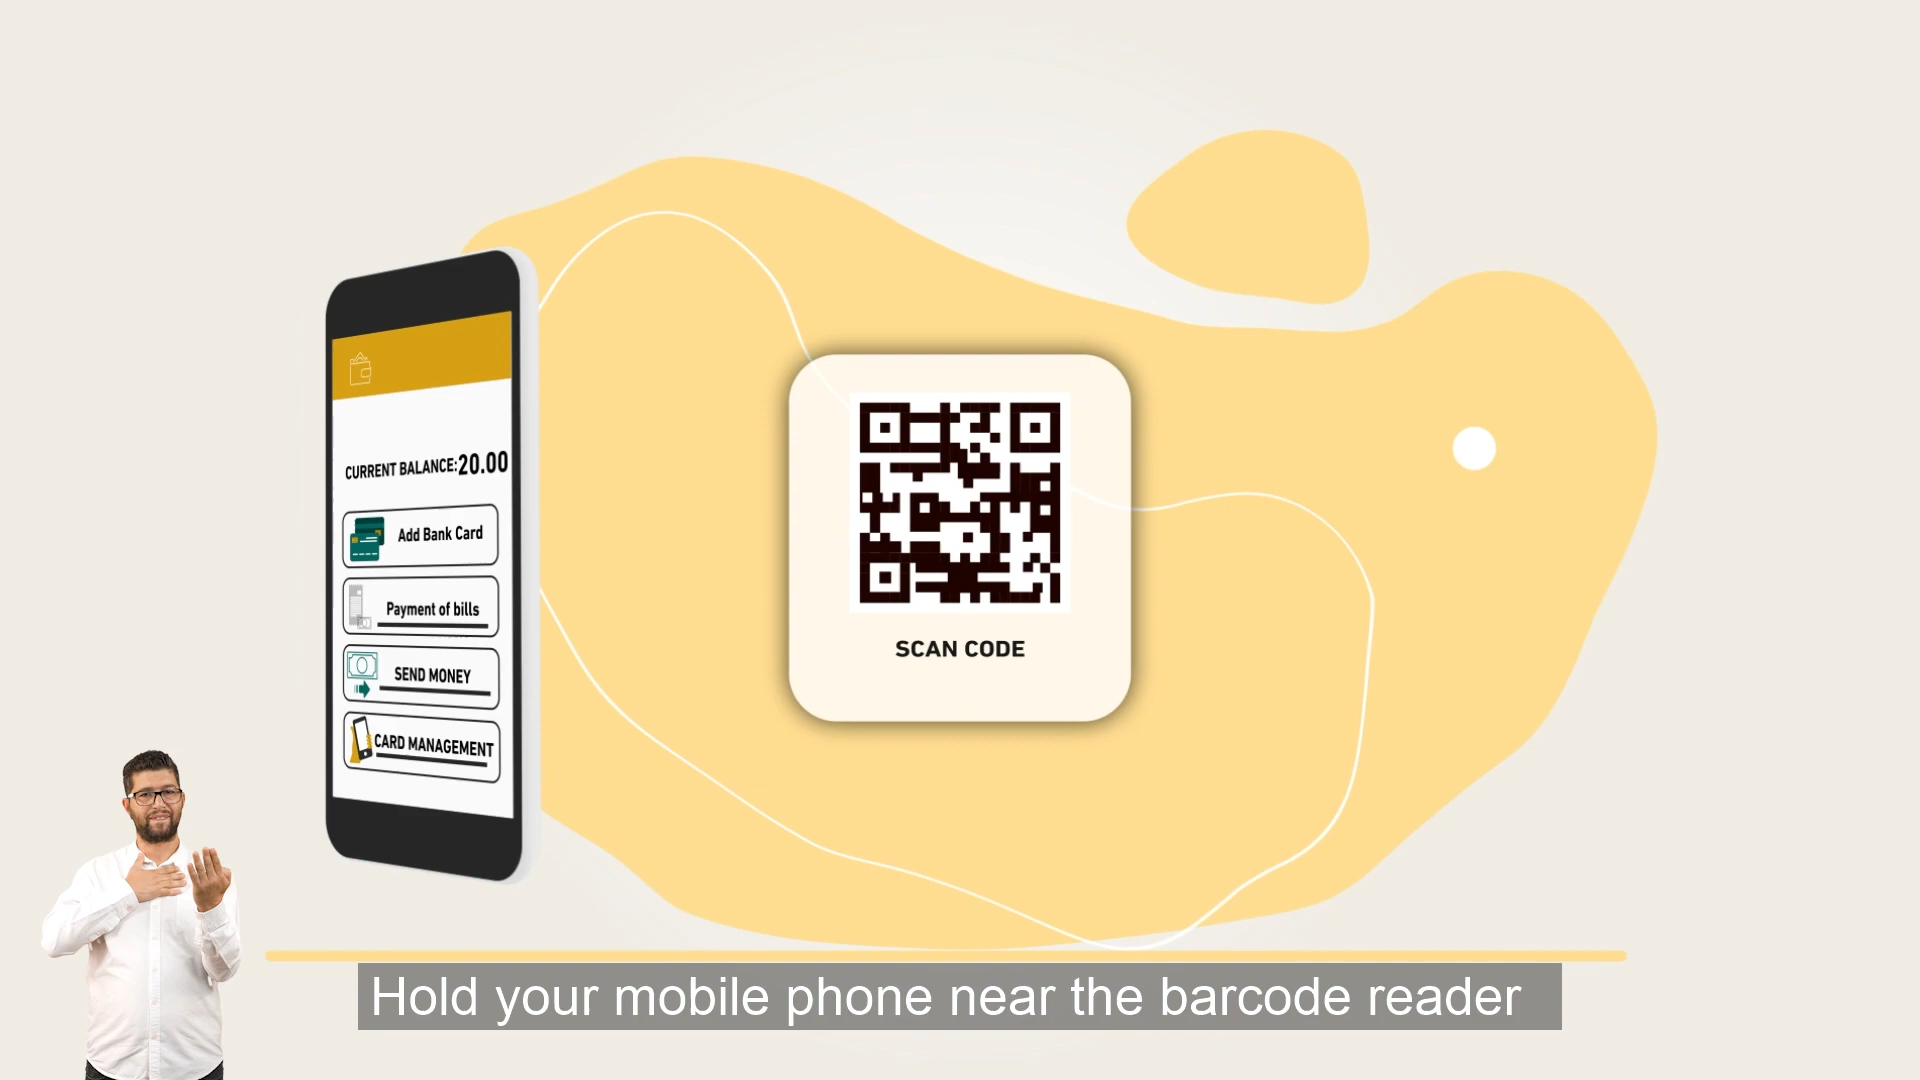 CURRENT BALANCE:20.00
Add Bank Card
Payment of bills
SEND MONEY
CARD MANAGEMENT
SCAN CODE
Hold your mobile phone near the barcode reader